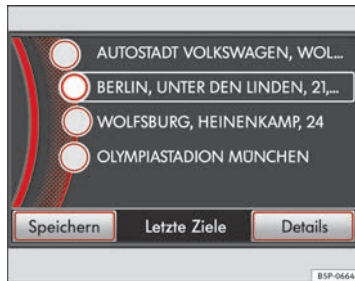 AUTOSTADT VOLKSWAGEN, WOL...
BERLIN, UNTER DEN LINDEN, 21,...
WOLFSBURG, HEINENKAMP, 24
OLYMPIASTADION MÜNCHEN
Speichern Letzte Ziele Details
B5P-0664